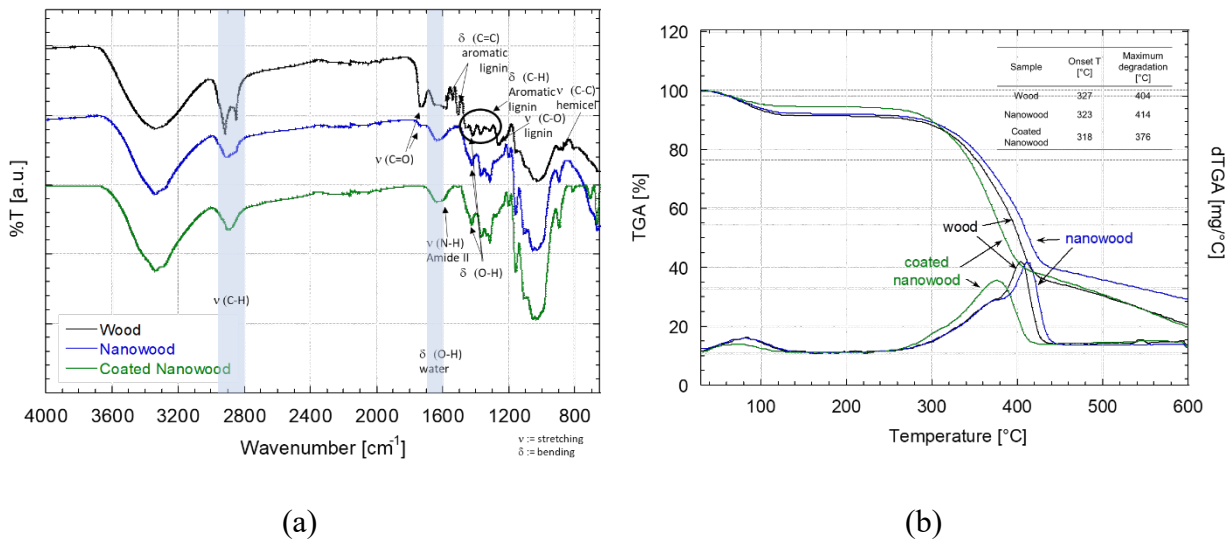 δ (C=C)
aromatic
lignin
δ (C-H)
Aromatic
lignin
ν (C-C)
hemicel
ν (C-O)
lignin
ν (C=O)
ν (N-H)
Amide II
δ (O-H)
ν (C-H)
δ (O-H)
water
Wood
Nanowood
Coated Nanowood
%T [a.u.]
4000 3600 3200 2800 2400 2000 1600 1200 800
Wavenumber [cm-1]
ν := stretching
δ := bending
(a)
Sample Onset T [°C] Maximum degradation [°C]
Wood 327 404
Nanowood 323 414
Coated Nanowood 318 376
100
80
60
40
20
0
TGA [%]
dTGA [mg/°C]
wood
nanowood
coated
nanowood
100 200 300 400 500 600
Temperature [°C]
(b)